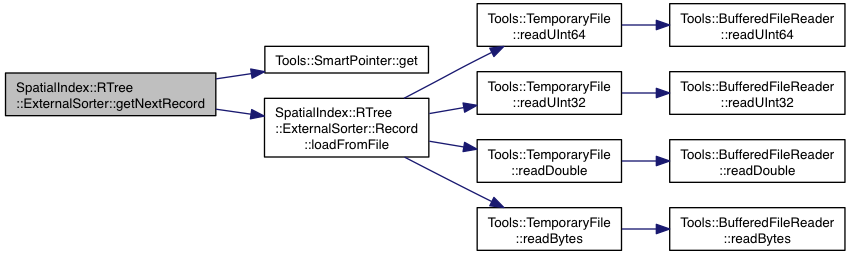 SpatialIndex::RTree
::ExternalSorter::getNextRecord
Tools::SmartPointer::get
SpatialIndex::RTree
::ExternalSorter::Record
::loadFromFile
Tools::TemporaryFile
::readUInt64
Tools::BufferedFileReader
::readUInt64
Tools::TemporaryFile
::readUInt32
Tools::BufferedFileReader
::readUInt32
Tools::TemporaryFile
::readDouble
Tools::BufferedFileReader
::readDouble
Tools::TemporaryFile
::readBytes
Tools::BufferedFileReader
::readBytes